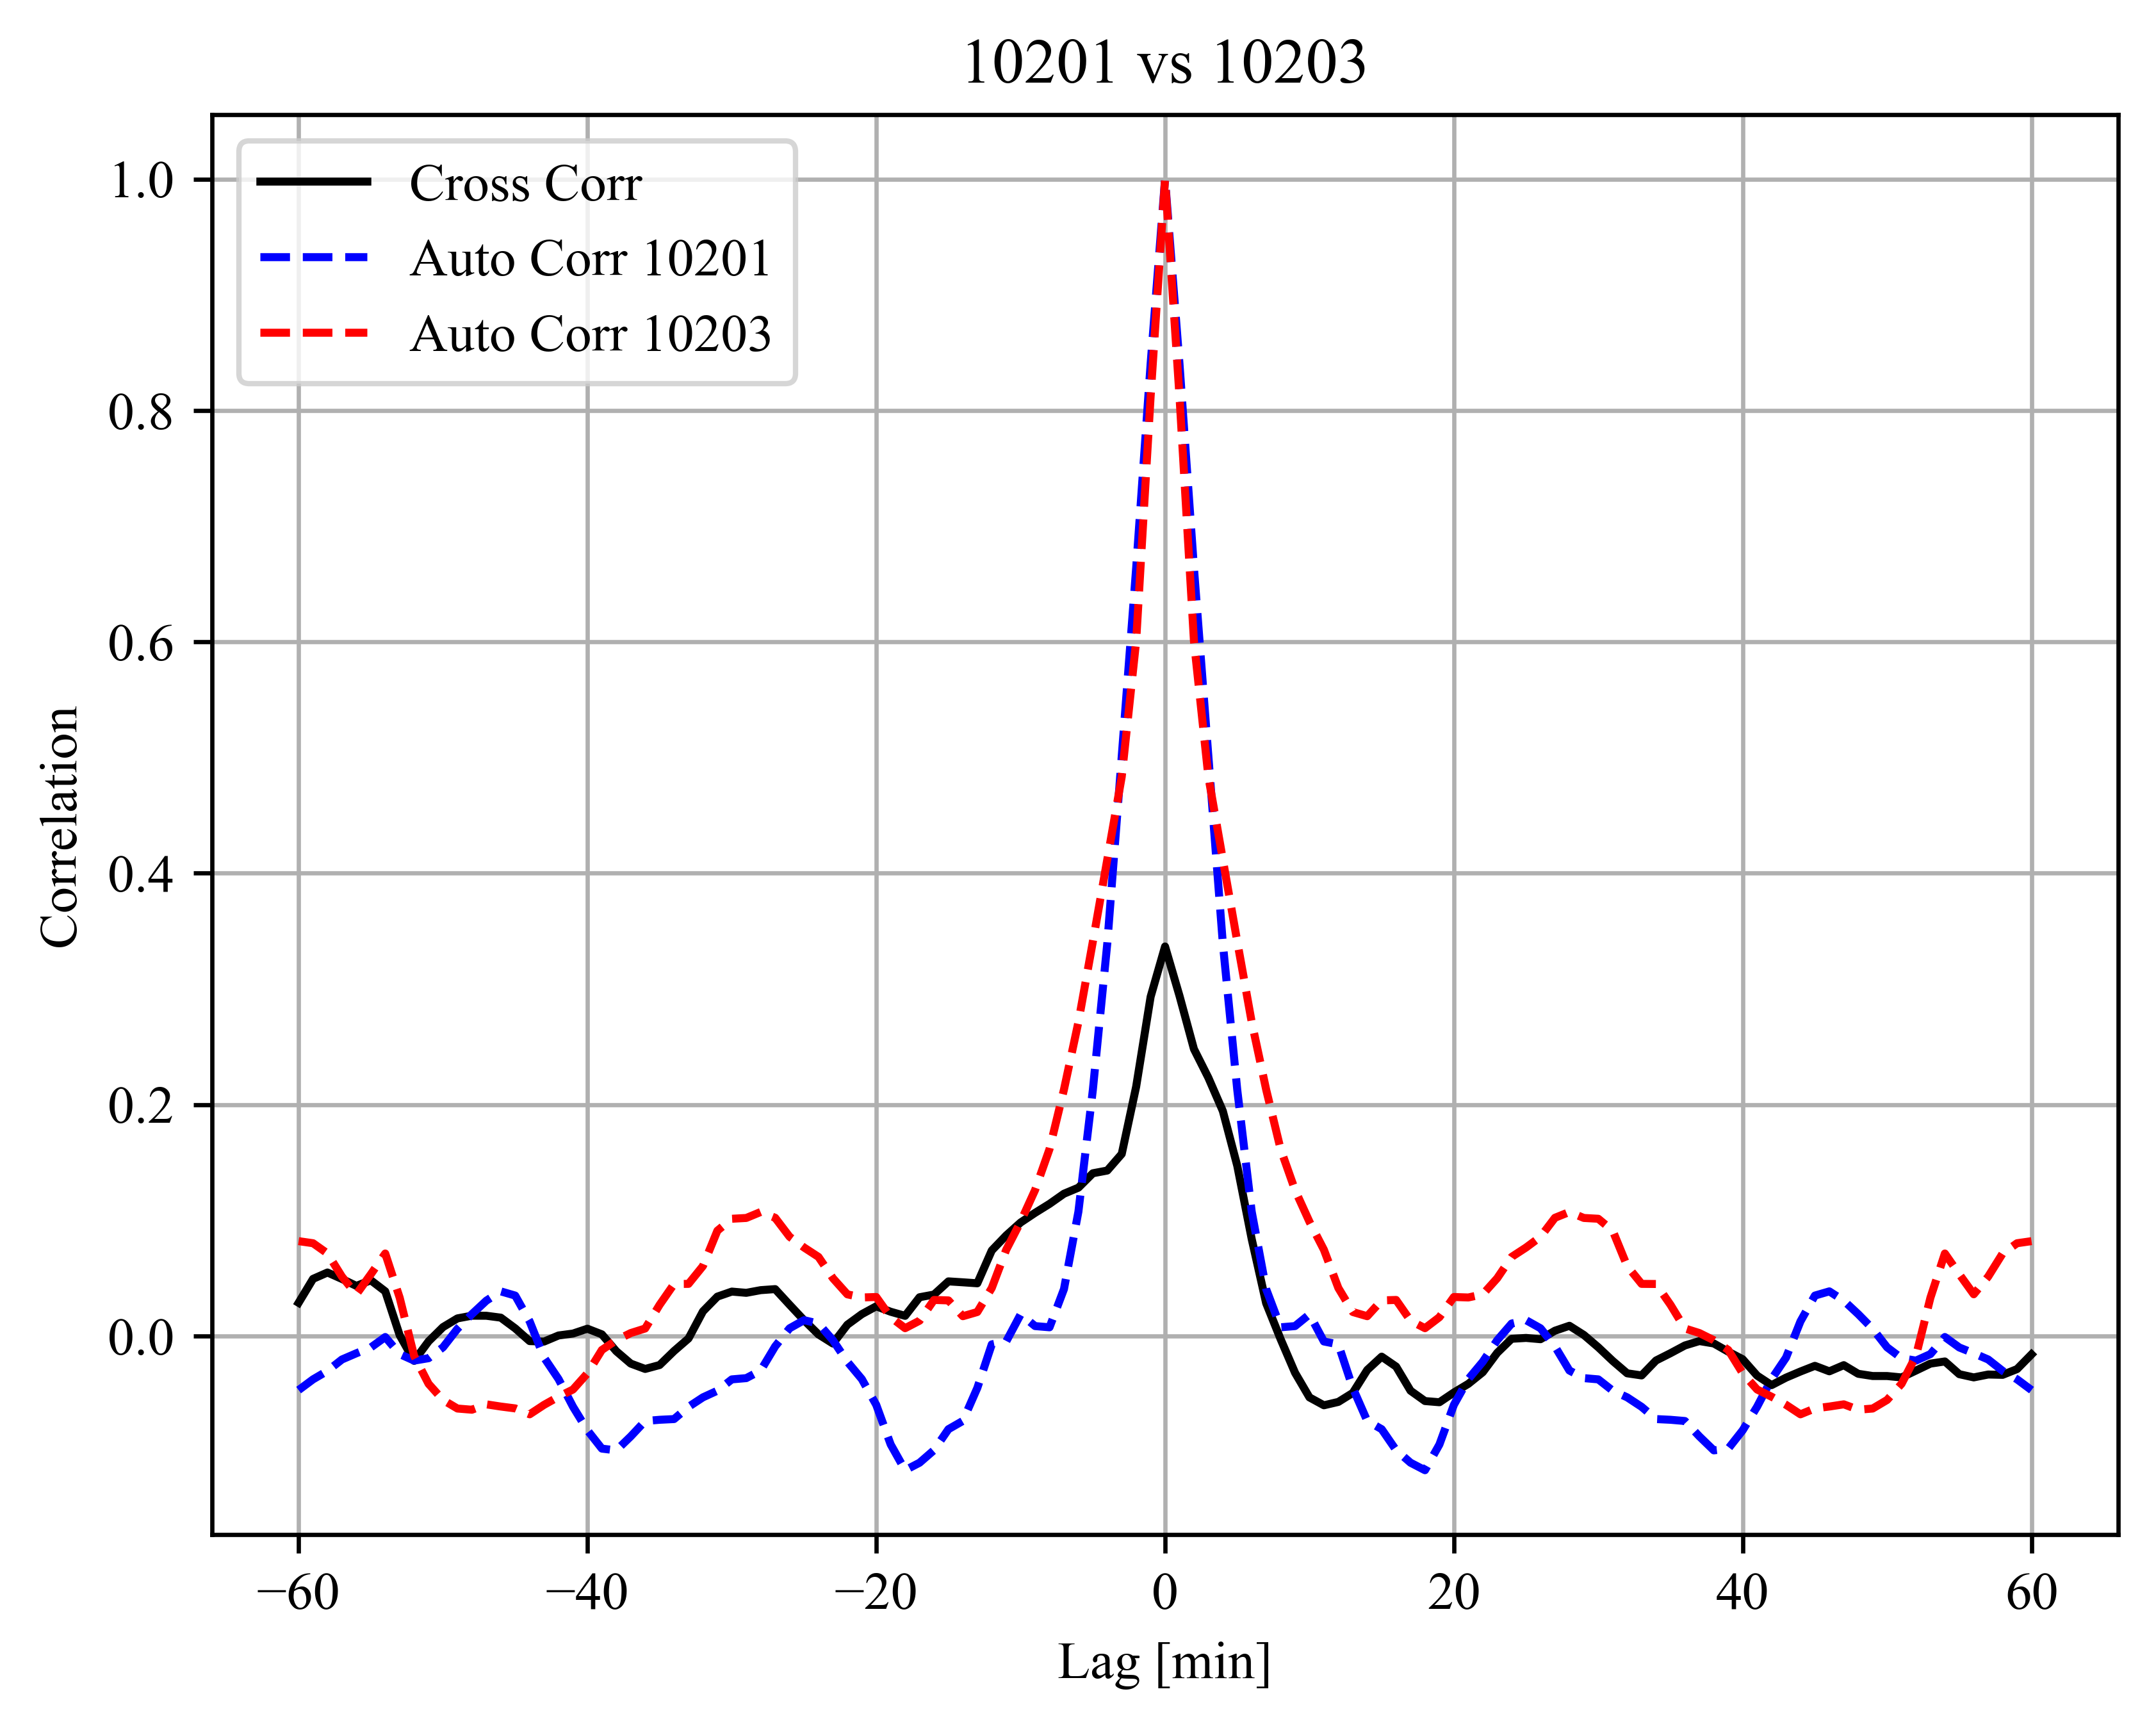 10201 vs 10203
Cross Corr
Auto Corr 10201
Auto Corr 10203
1.0
0.8
0.6
0.4
0.2
0.0
Correlation
−60 −40 −20 0 20 40 60
Lag [min]